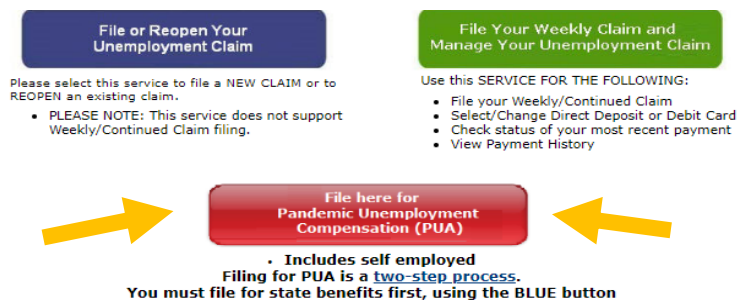 File or Reopen Your
Unemployment Claim
Please select this service to file a NEW CLAIM or to
REOPEN an existing claim.
• PLEASE NOTE: This service does not support
Weekly/Continued Claim filing.
File Your Weekly Claim and
Manage Your Unemployment Claim
Use this SERVICE FOR THE FOLLOWING:
• File your Weekly/Continued Claim
• Select/Change Direct Deposit or Debit Card
• Check status of your most recent payment
• View Payment History
File here for
Pandemic Unemployment
Compensation (PUA)
• Includes self employed
Filing for PUA is a two-step process.
You must file for state benefits first, using the BLUE button